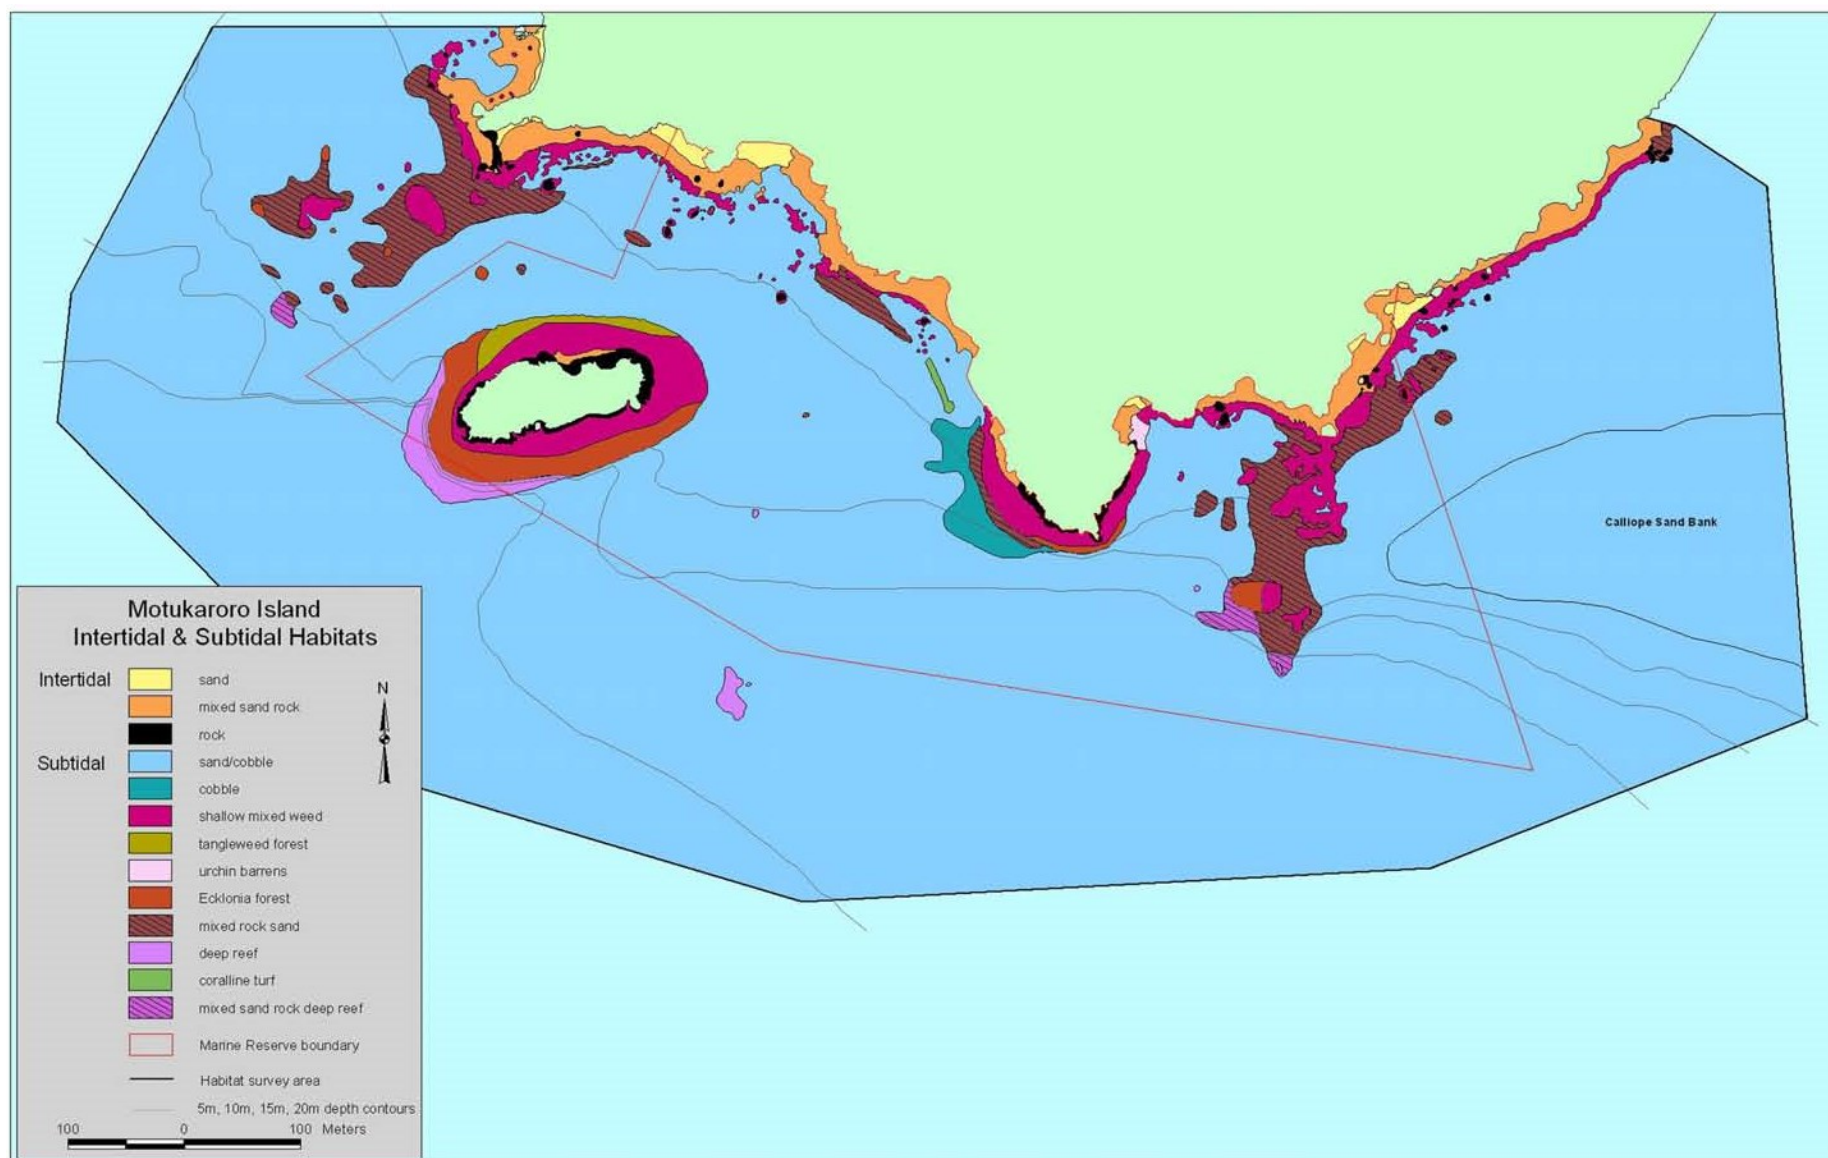 Calliope Sand Bank
Motukaroro Island
Intertidal & Subtidal Habitats
Intertidal
sand
mixed sand rock
rock
N
Subtidal
sand/cobble
cobble
shallow mixed weed
tangleweed forest
urchin barrens
Ecklonia forest
mixed rock sand
deep reef
coralline turf
mixed sand rock deep reef
Marine Reserve boundary
Habitat survey area
5m, 10m, 15m, 20m depth contours
100 0 100 Meters